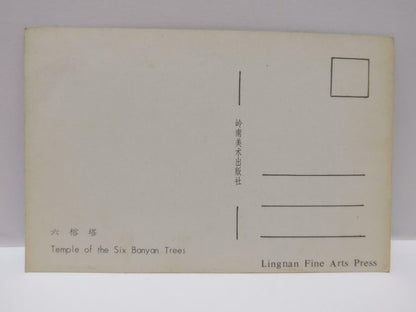 岭南美术出版社
六榕塔
Temple of the Six Banyan Trees
Lingnan Fine Arts Press